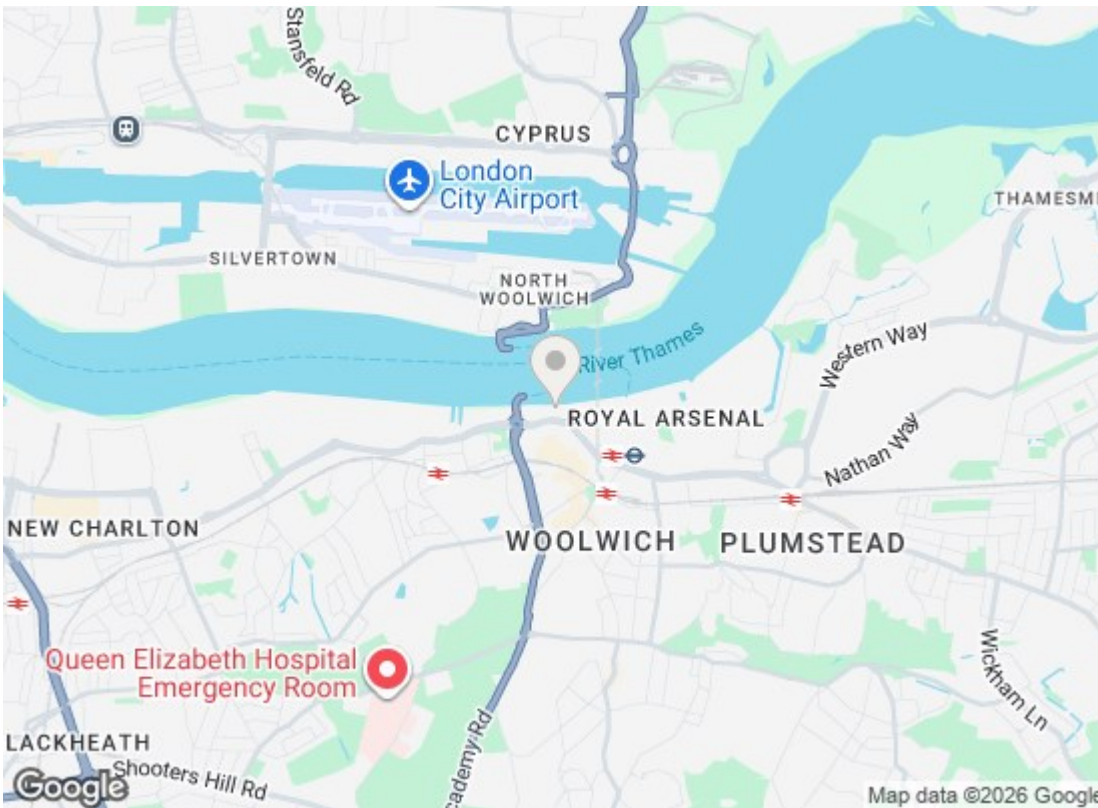 Stansfeld Rd
CYPRUS
London
City Airport
THAMESM
SILVERTOWN
NORTH
WOOLWICH
River Thames
Western Way
ROYAL ARSENAL
Nathan Way
NEW CHARLTON
WOOLWICH
PLUMSTEAD
Queen Elizabeth Hospital
Emergency Room
Wickham Ln
LACKHEATH
Shooters Hill Rd
cademy Rd
Google
Map data ©2026 Google